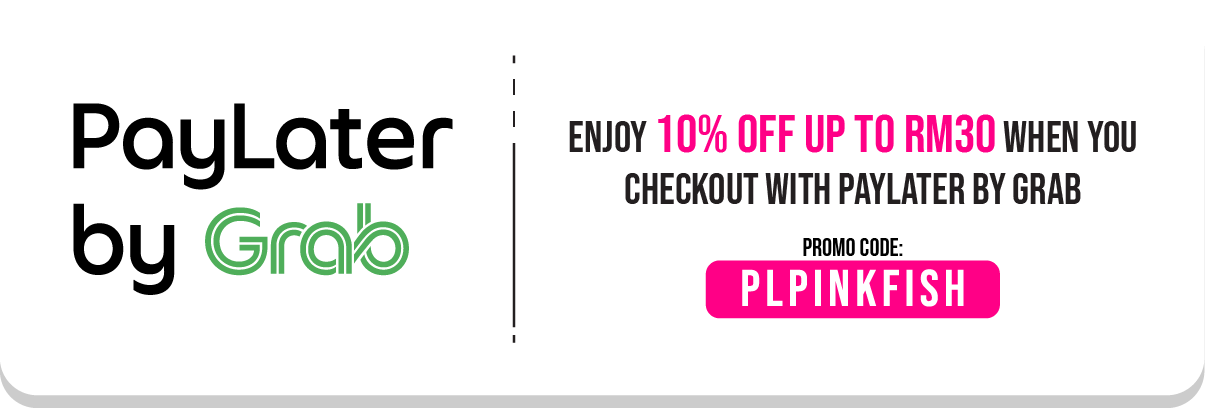 PayLater
by Grab
ENJOY 10% OFF UP TO RM30 WHEN YOU
CHECKOUT WITH PAYLATER BY GRAB
PROMO CODE:
PLPINKFISH